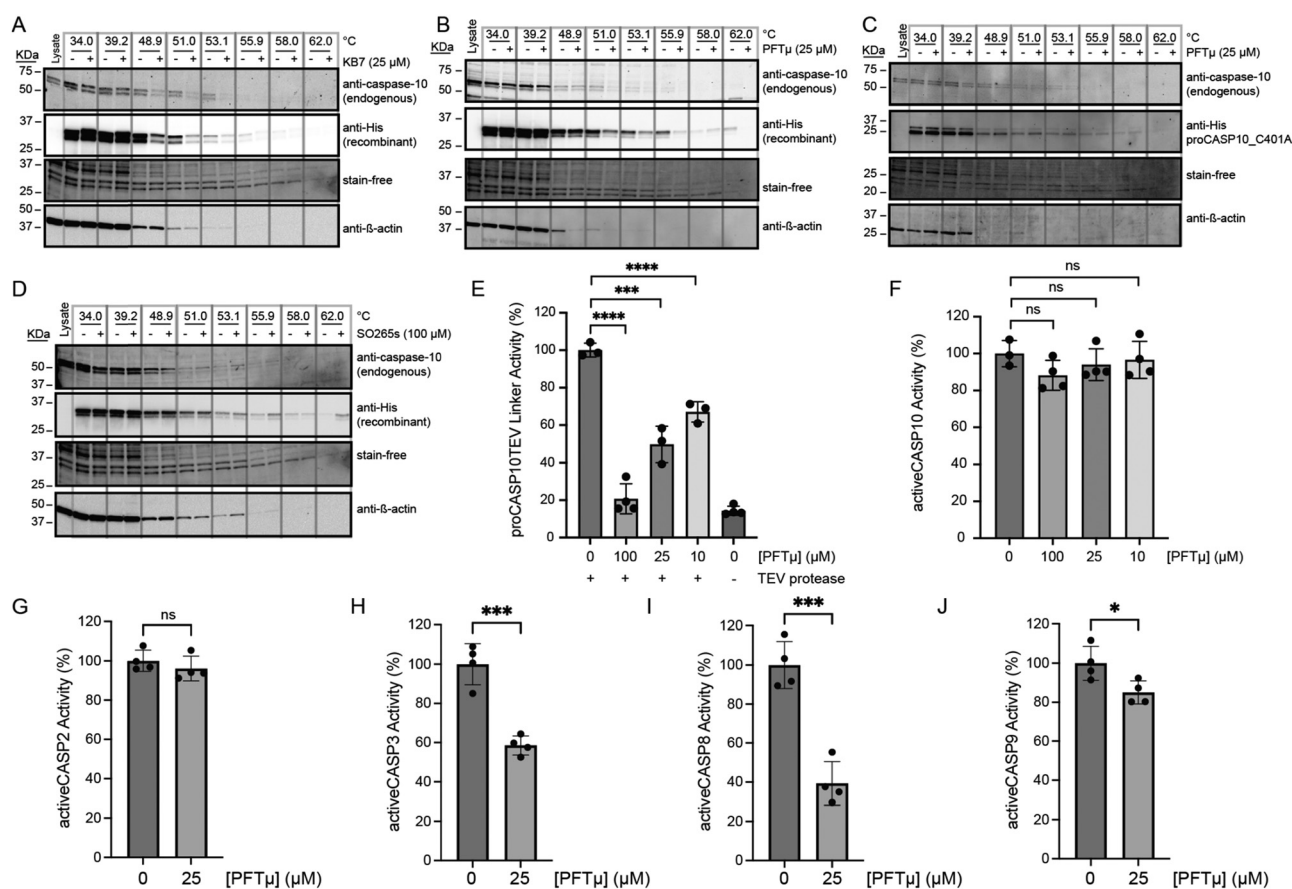 A
KDa
Lysate
34.0 39.2 48.9 51.0 53.1 55.9 58.0 62.0 °C
- + - + - + - + - + - + - + - + KB7 (25 µM)
75
50
anti-caspase-10
(endogenous)
37
25
anti-His
(recombinant)
37
25
stain-free
50
37
anti-ß-actin
B
KDa
Lysate
34.0 39.2 48.9 51.0 53.1 55.9 58.0 62.0 °C
- + - + - + - + - + - + - + - + PFTµ (25 µM)
50
anti-caspase-10
(endogenous)
37
25
anti-His
(recombinant)
37
stain-free
50
37
anti-ß-actin
C
KDa
Lysate
34.0 39.2 48.9 51.0 53.1 55.9 58.0 62.0 °C
- + - + - + - + - + - + - + - + PFTµ (25 µM)
75
50
anti-caspase-10
(endogenous)
37
25
anti-His
proCASP10_C401A
25
20
stain-free
37
25
anti-ß-actin
D
KDa
Lysate
34.0 39.2 48.9 51.0 53.1 55.9 58.0 62.0 °C
- + - + - + - + - + - + - + - + SO265s (100 µM)
50
37
anti-caspase-10
(endogenous)
37
25
anti-His
(recombinant)
37
25
stain-free
50
37
anti-ß-actin
E
proCASP10TEV Linker Activity (%)
120
100
80
60
40
20
0
****
***
****
0 100 25 10 0 [PFTµ] (µM)
+ + + + - TEV protease
F
activeCASP10 Activity (%)
120
100
80
60
40
20
0
ns
ns
ns
0 100 25 10 [PFTµ] (µM)
G
activeCASP2 Activity (%)
120
100
80
60
40
20
0
ns
0 25 [PFTµ] (µM)
H
activeCASP3 Activity (%)
120
100
80
60
40
20
0
***
0 25 [PFTµ] (µM)
I
activeCASP8 Activity (%)
120
100
80
60
40
20
0
***
0 25 [PFTµ] (µM)
J
activeCASP9 Activity (%)
120
100
80
60
40
20
0
*
0 25 [PFTµ] (µM)